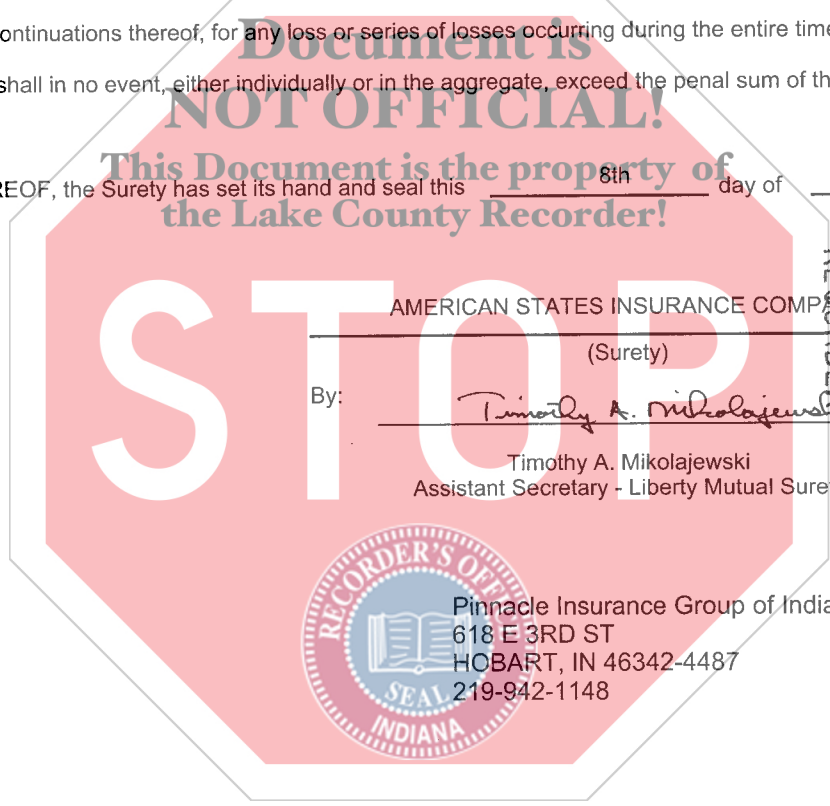 ontinuations thereof, for any loss or series of losses occurring during the entire time
Document is
shall in no event, either individually or in the aggregate, exceed the penal sum of th
NOT OFFICIAL!
This Document is the property of
REOF, the Surety has set its hand and seal this 8th day of
the Lake County Recorder!
STOP
AMERICAN STATES INSURANCE COMPA
(Surety)
By: Timothy A. Mikolajewsk
Timothy A. Mikolajewski
Assistant Secretary - Liberty Mutual Sure
RECORDER'S OFFICE
Pinnacle Insurance Group of India
618 E 3RD ST
HOBART, IN 46342-4487
219-942-1148
SEAL
INDIANA